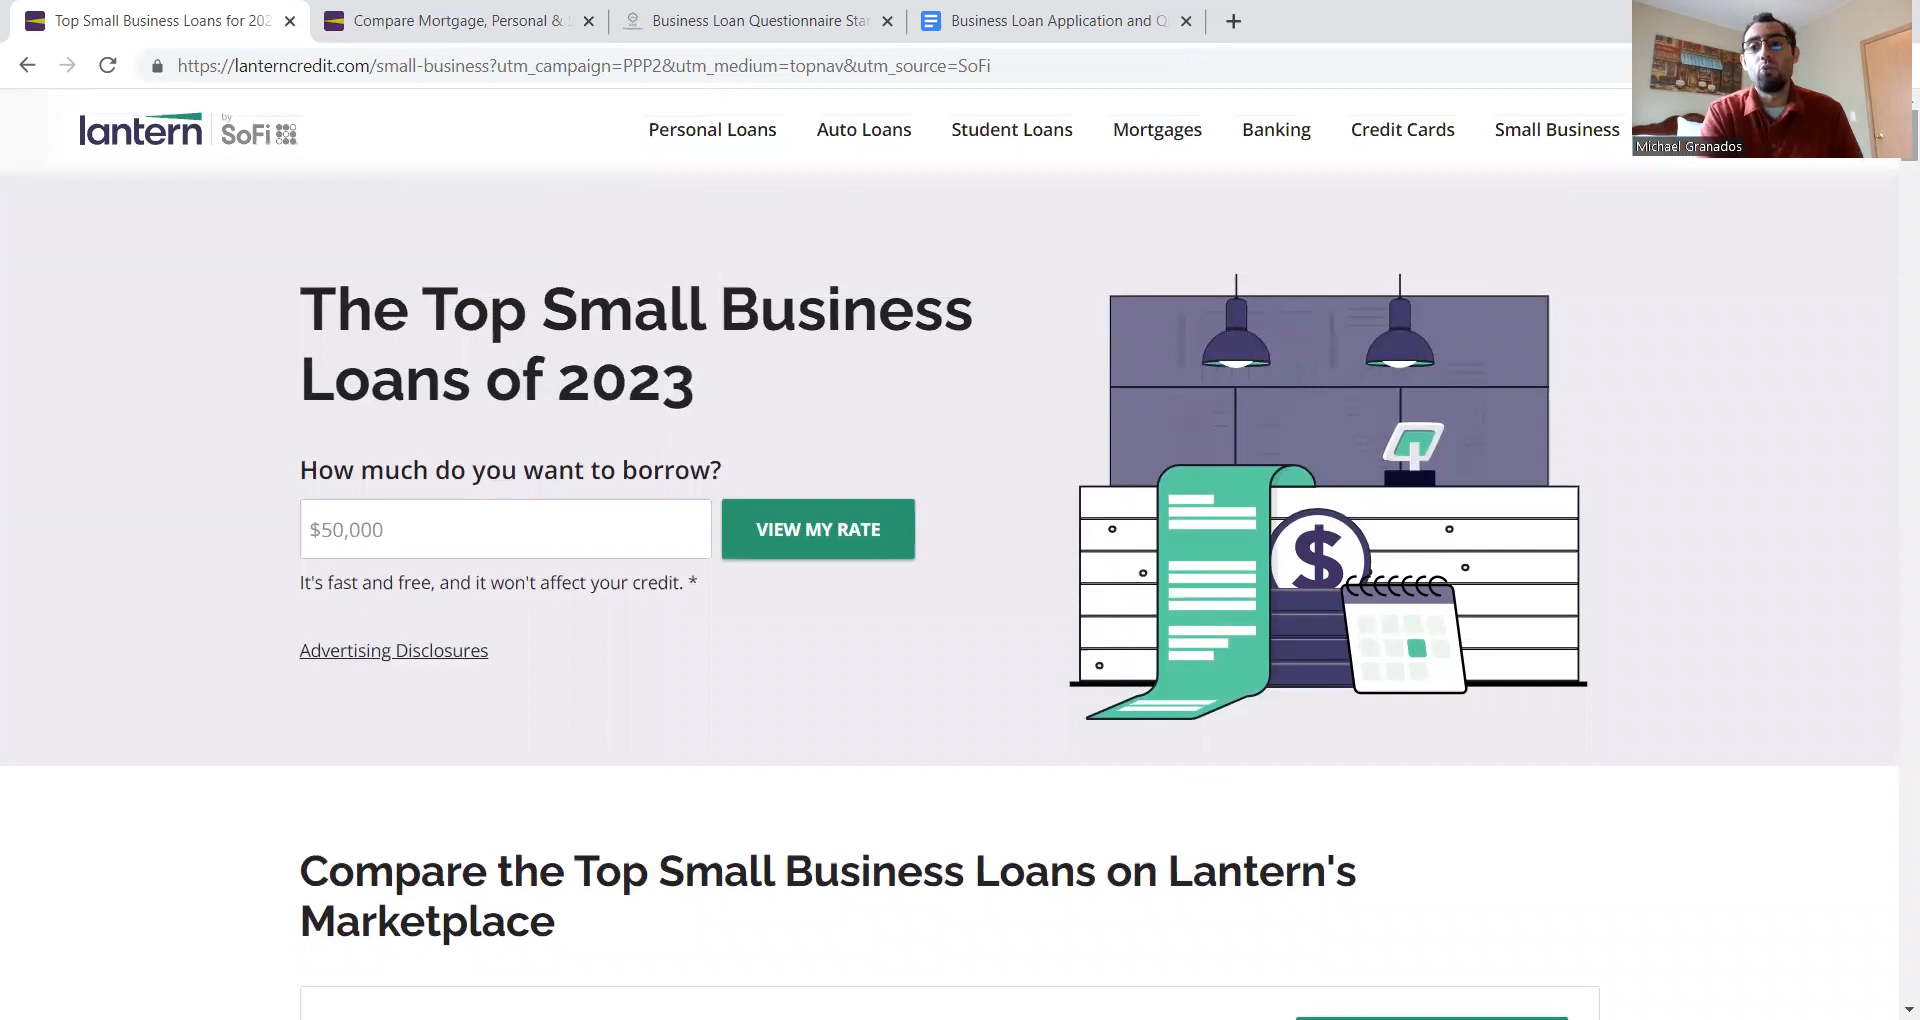 Top Small Business Loans for 202
Compare Mortgage, Personal &
Business Loan Questionnaire Sta
Business Loan Application and Q
https://lanterncredit.com/small-business?utm_campaign=PPP2&utm_medium=topnav&utm_source=SoFi
lantern by SoFi
Personal Loans
Auto Loans
Student Loans
Mortgages
Banking
Credit Cards
Small Business
Michael Granados
The Top Small Business
Loans of 2023
How much do you want to borrow?
$50,000
VIEW MY RATE
It's fast and free, and it won't affect your credit. *
Advertising Disclosures
$
Compare the Top Small Business Loans on Lantern's
Marketplace